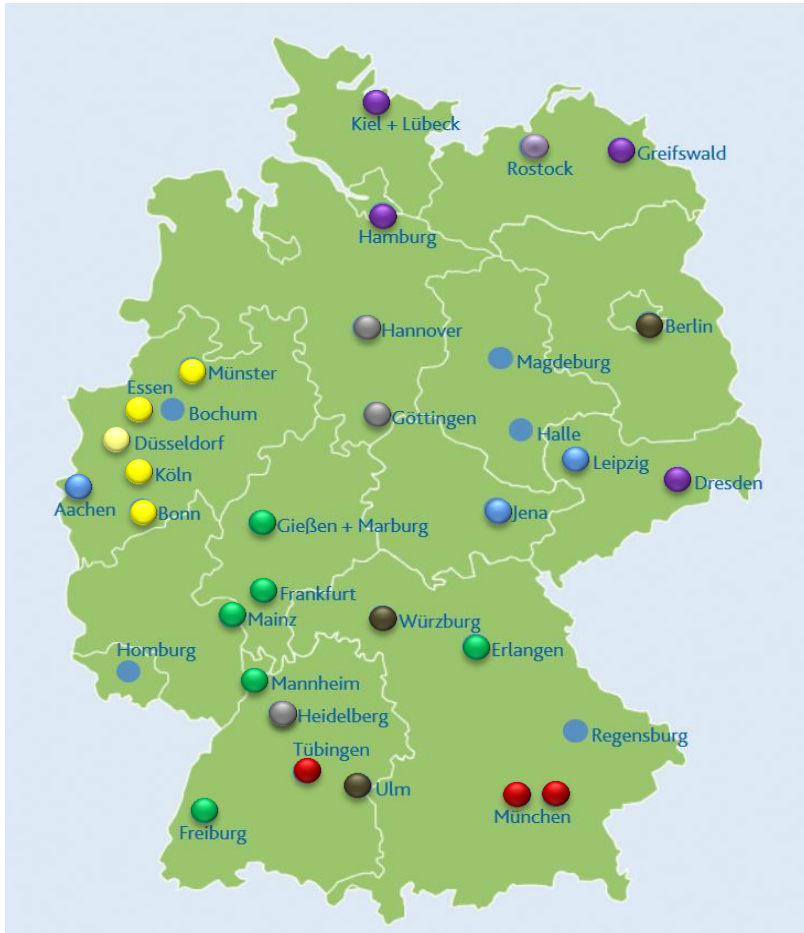 Kiel + Lübeck
Rostock
Greifswald
Hamburg
Hannover
Berlin
Magdeburg
Münster
Essen
Bochum
Göttingen
Düsseldorf
Halle
Leipzig
Köln
Dresden
Aachen
Bonn
Jena
Gießen + Marburg
Frankfurt
Mainz
Würzburg
Homburg
Erlangen
Mannheim
Heidelberg
Regensburg
Tübingen
Ulm
München
Freiburg